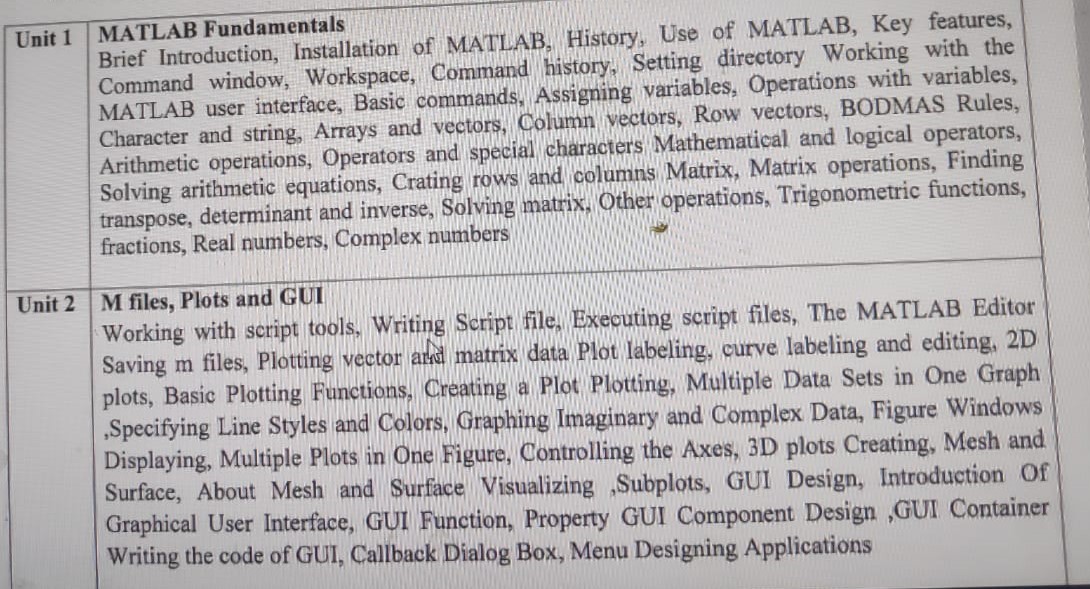 Unit 1 MATLAB Fundamentals
Brief Introduction, Installation of MATLAB, History, Use of MATLAB, Key features,
Command window, Workspace, Command history, Setting directory Working with the
MATLAB user interface, Basic commands, Assigning variables, Operations with variables,
Character and string, Arrays and vectors, Column vectors, Row vectors, BODMAS Rules,
Arithmetic operations, Operators and special characters Mathematical and logical operators,
Solving arithmetic equations, Crating rows and columns Matrix, Matrix operations, Finding
transpose, determinant and inverse, Solving matrix, Other operations, Trigonometric functions,
fractions, Real numbers, Complex numbers
Unit 2 M files, Plots and GUI
Working with script tools, Writing Script file, Executing script files, The MATLAB Editor
Saving m files, Plotting vector and matrix data Plot labeling, curve labeling and editing, 2D
plots, Basic Plotting Functions, Creating a Plot Plotting, Multiple Data Sets in One Graph
,Specifying Line Styles and Colors, Graphing Imaginary and Complex Data, Figure Windows
Displaying, Multiple Plots in One Figure, Controlling the Axes, 3D plots Creating, Mesh and
Surface, About Mesh and Surface Visualizing ,Subplots, GUI Design, Introduction Of
Graphical User Interface, GUI Function, Property GUI Component Design ,GUI Container
Writing the code of GUI, Callback Dialog Box, Menu Designing Applications